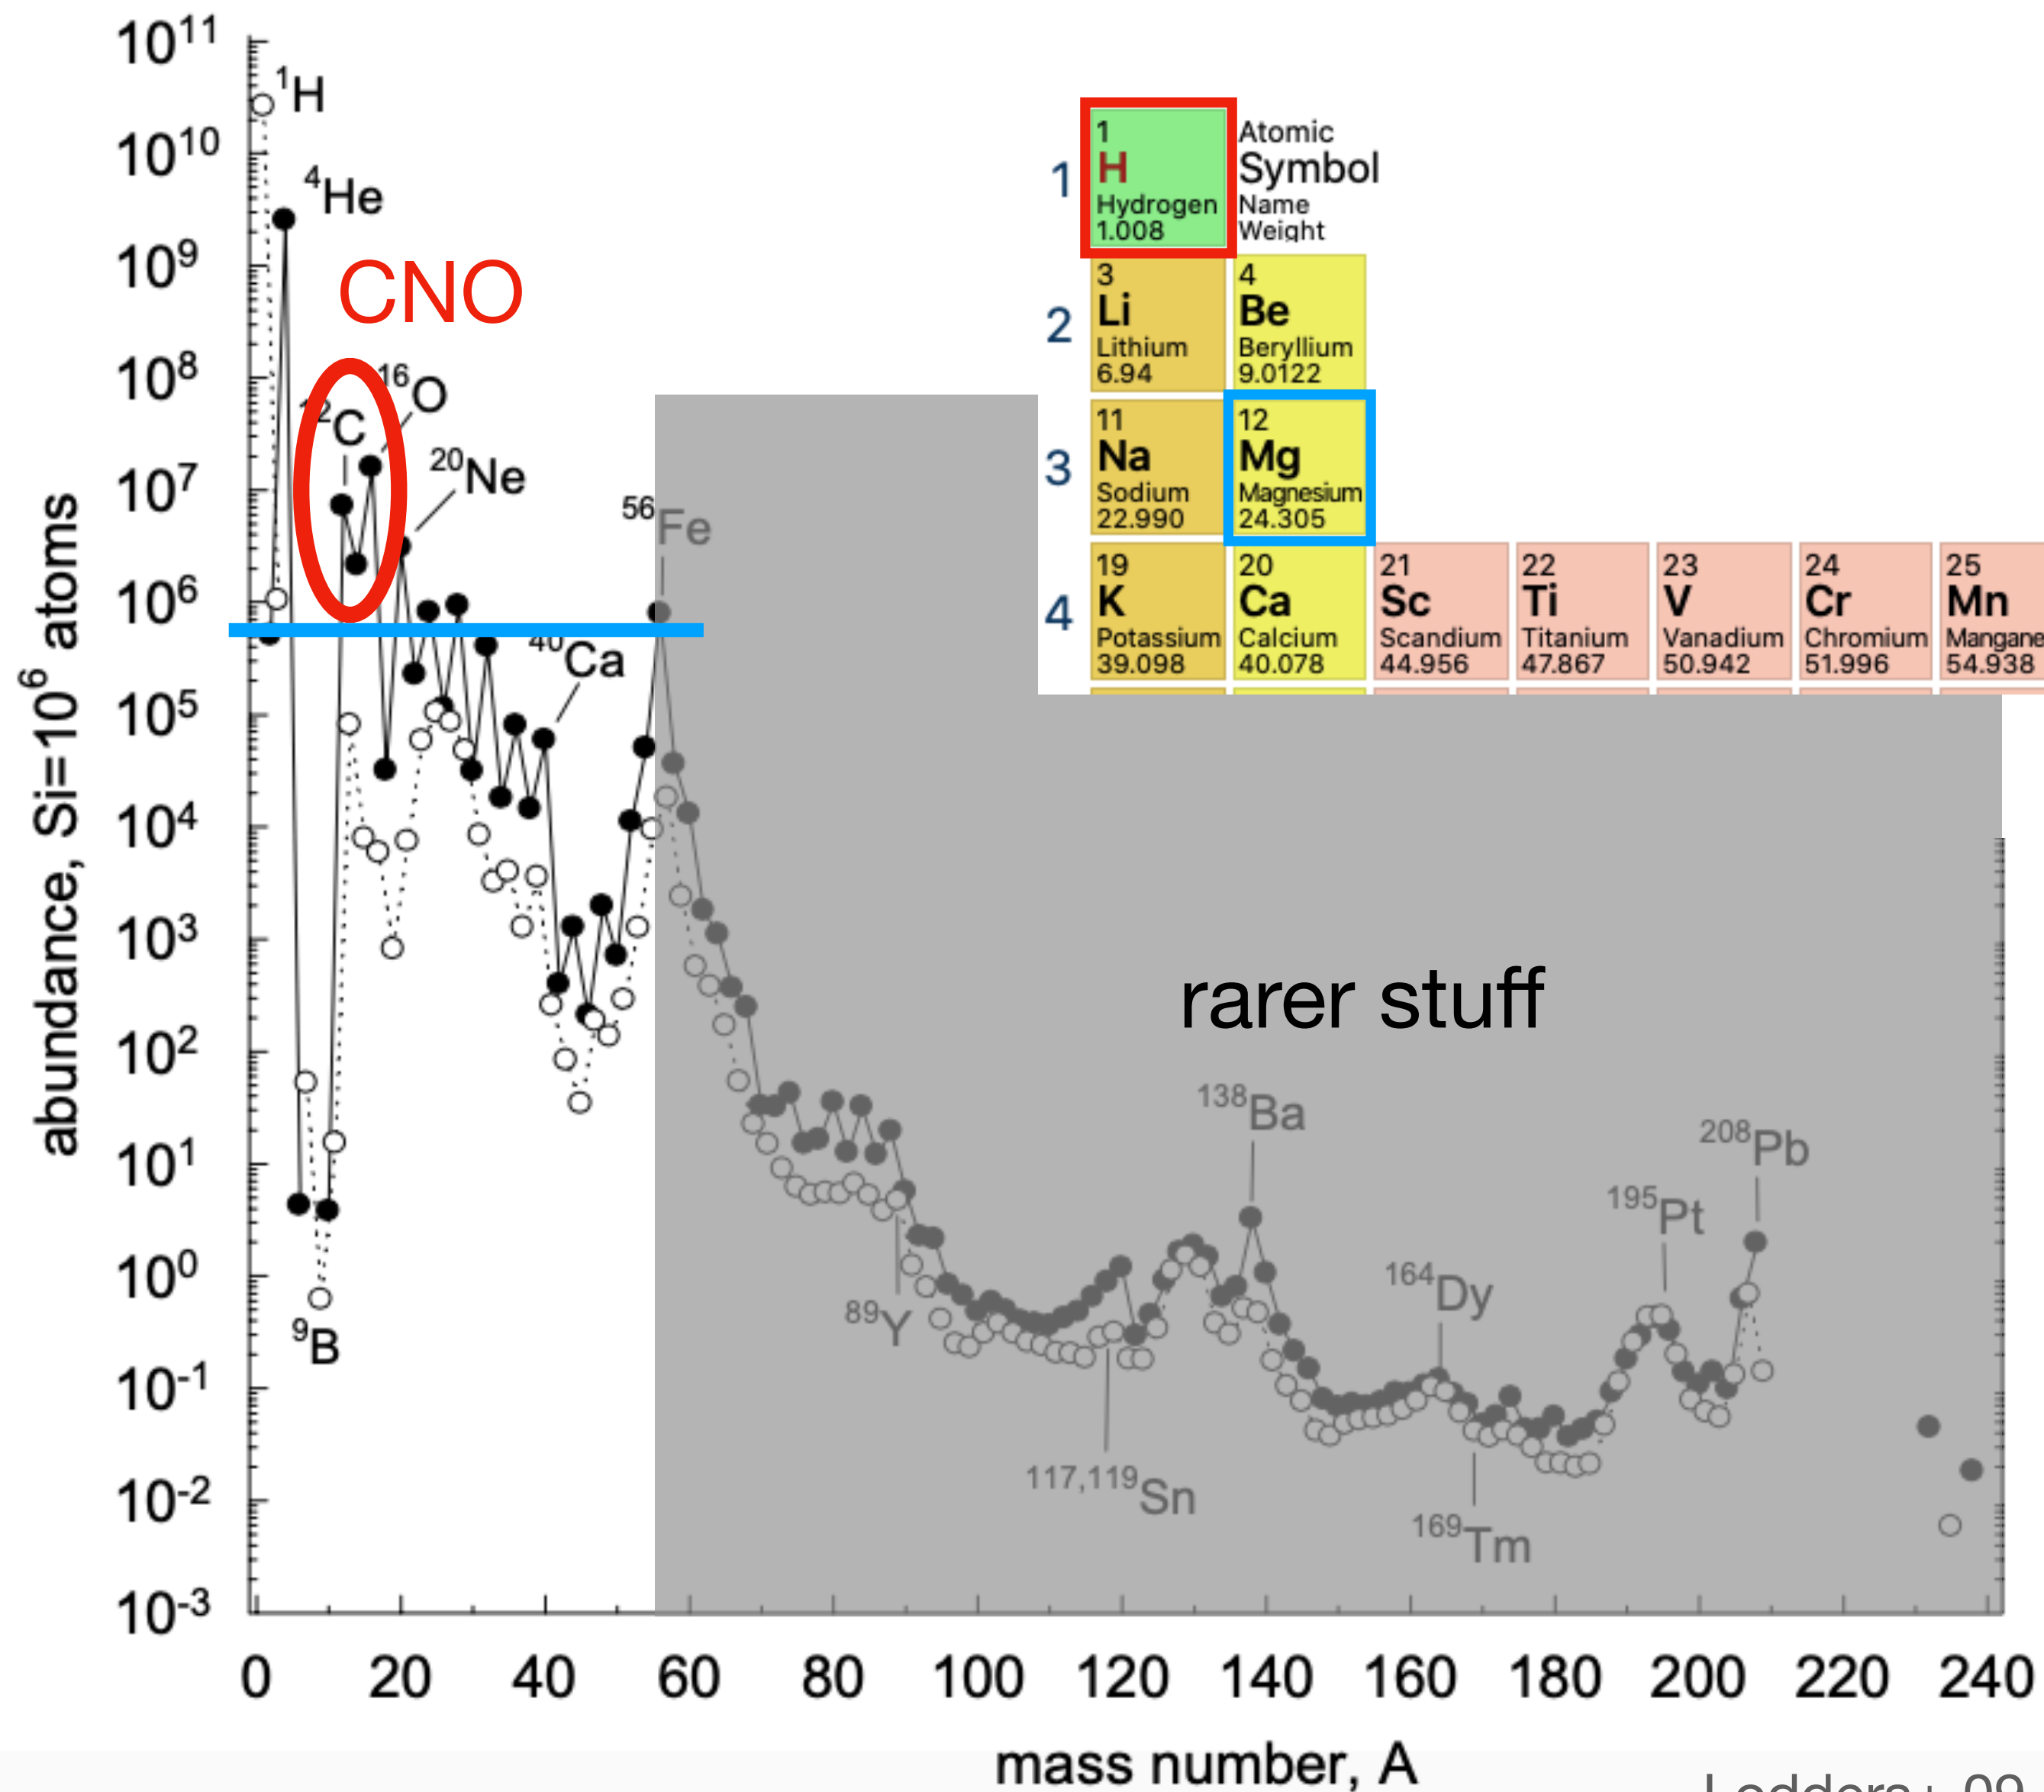 10¹¹
10¹⁰
10⁹
10⁸
10⁷
10⁶
10⁵
10⁴
10³
10²
10¹
10⁰
10⁻¹
10⁻²
10⁻³
abundance, Si=10⁶ atoms
¹H
⁴He
CNO
¹²C
¹⁶O
²⁰Ne
⁵⁶Fe
⁴⁰Ca
⁹B
⁸⁹Y
¹¹⁷,¹¹⁹Sn
¹³⁸Ba
¹⁶⁴Dy
¹⁶⁹Tm
¹⁹⁵Pt
²⁰⁸Pb
rarer stuff
1
1
H
Hydrogen
1.008
Atomic
Symbol
Name
Weight
2
3
Li
Lithium
6.94
4
Be
Beryllium
9.0122
3
11
Na
Sodium
22.990
12
Mg
Magnesium
24.305
4
19
K
Potassium
39.098
20
Ca
Calcium
40.078
21
Sc
Scandium
44.956
22
Ti
Titanium
47.867
23
V
Vanadium
50.942
24
Cr
Chromium
51.996
25
Mn
Mangane
54.938
0 20 40 60 80 100 120 140 160 180 200 220 240
mass number, A